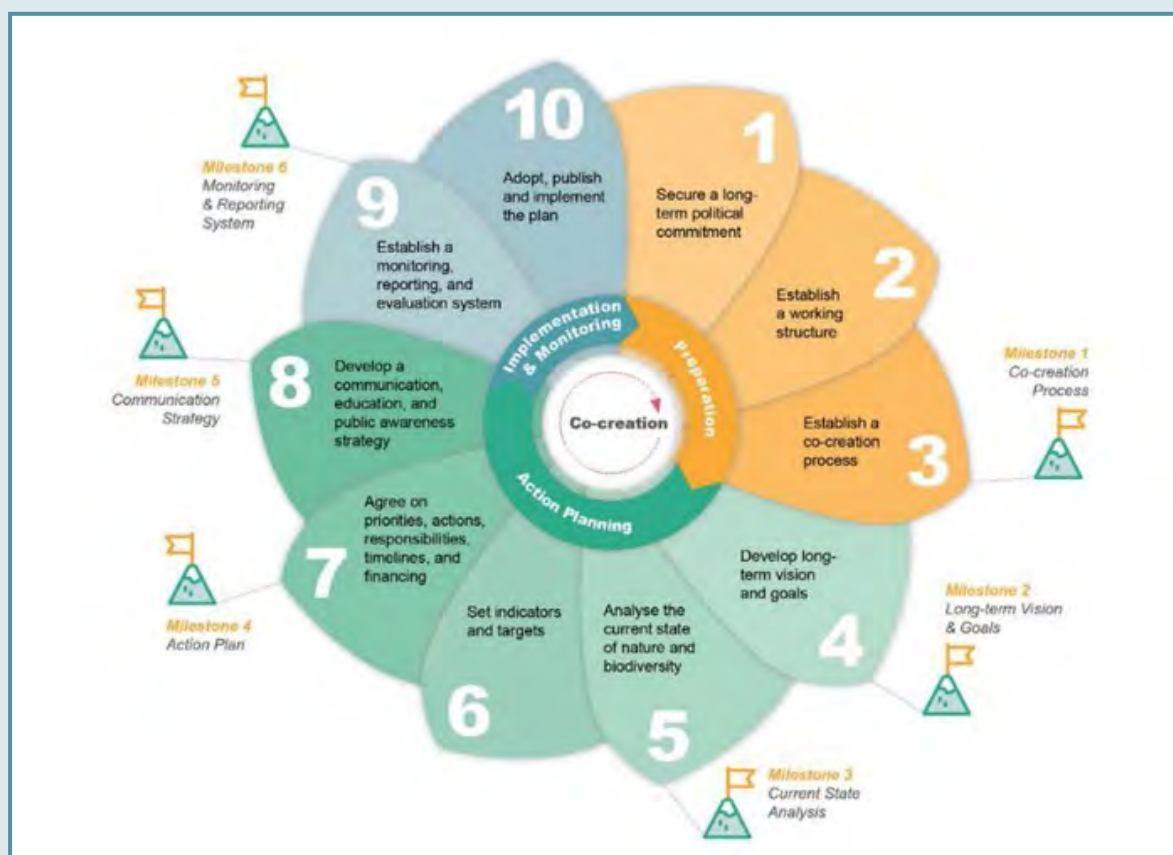 1
Secure a long-
term political
commitment
2
Establish
a working
structure
3
Establish a
co-creation
process
Milestone 1
Co-creation
Process
4
Develop long-
term vision
and goals
Milestone 2
Long-term Vision
& Goals
5
Analyse the
current state
of nature and
biodiversity
Milestone 3
Current State
Analysis
6
Set indicators
and targets
7
Agree on
priorities, actions,
responsibilities,
timelines, and
financing
Milestone 4
Action Plan
8
Develop a
communication,
education, and
public awareness
strategy
Milestone 5
Communication
Strategy
9
Establish a
monitoring,
reporting, and
evaluation system
Milestone 6
Monitoring
& Reporting
System
10
Adopt, publish
and implement
the plan
Preparation
Action Planning
Implementation
& Monitoring
Co-creation